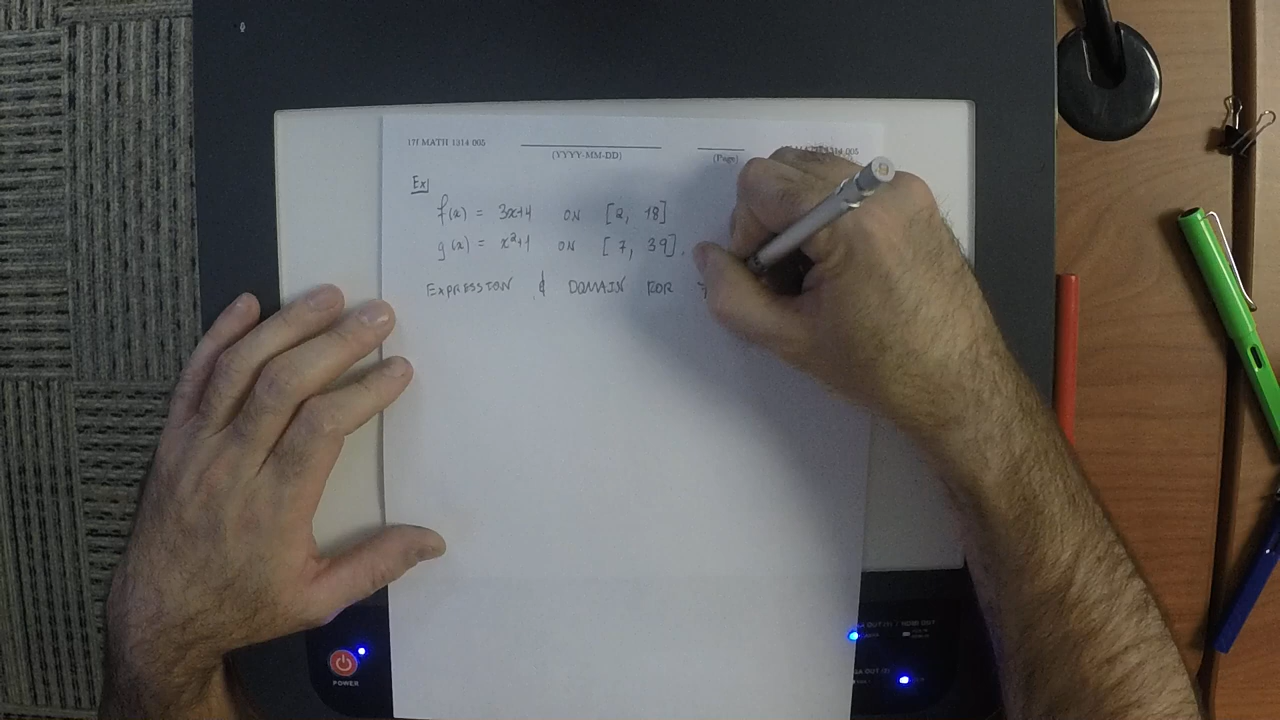 17f MATH 1314 005
(YYYY-MM-DD)
(Page)
Ex
f(x) = 3x+4 ON [2, 18]
g(x) = x²+1 ON [7, 39].
EXPRESSION & DOMAIN FOR
POWER